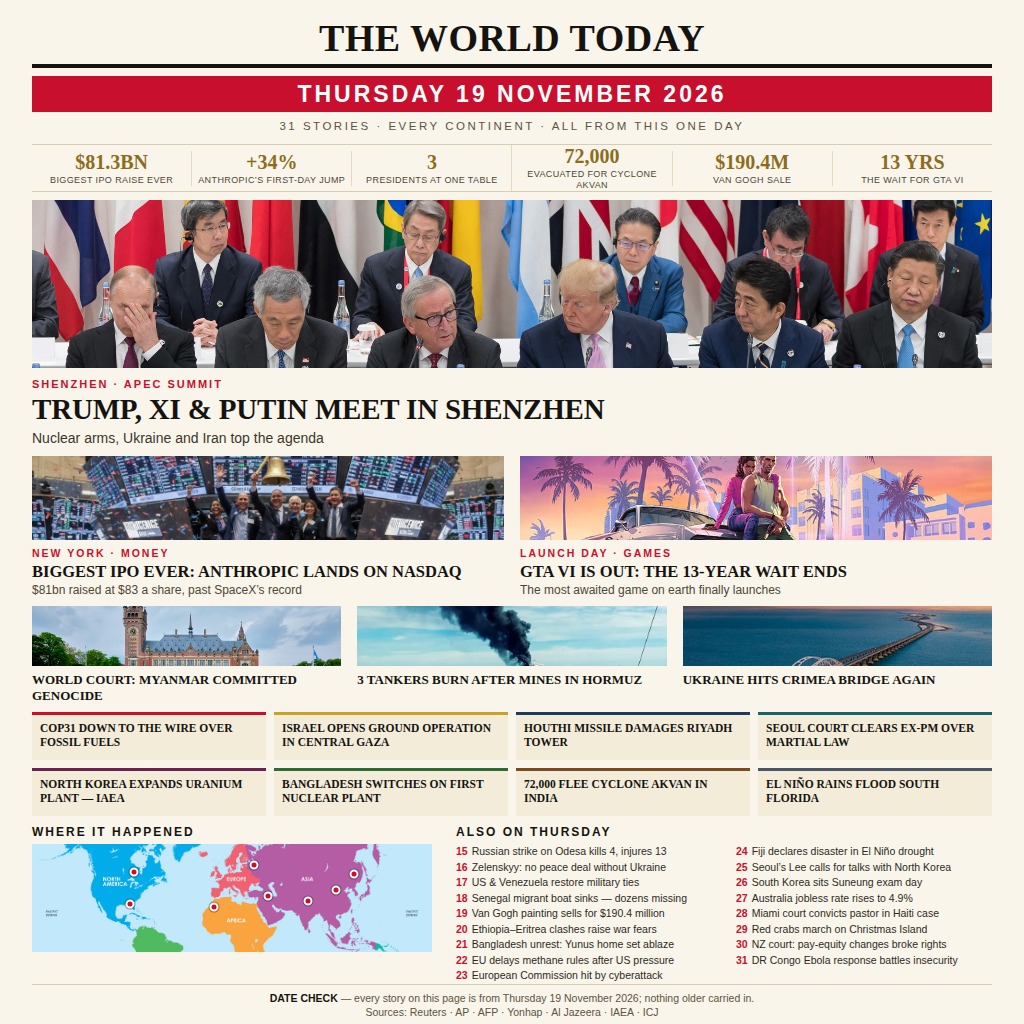 THE WORLD TODAY
THURSDAY 19 NOVEMBER 2026
31 STORIES · EVERY CONTINENT · ALL FROM THIS ONE DAY
$81.3BN
BIGGEST IPO RAISE EVER
+34%
ANTHROPIC'S FIRST-DAY JUMP
3
PRESIDENTS AT ONE TABLE
72,000
EVACUATED FOR CYCLONE
AKVAN
$190.4M
VAN GOGH SALE
13 YRS
THE WAIT FOR GTA VI
SHENZHEN · APEC SUMMIT
TRUMP, XI & PUTIN MEET IN SHENZHEN
Nuclear arms, Ukraine and Iran top the agenda
NEW YORK · MONEY
BIGGEST IPO EVER: ANTHROPIC LANDS ON NASDAQ
$81bn raised at $83 a share, past SpaceX's record
LAUNCH DAY · GAMES
GTA VI IS OUT: THE 13-YEAR WAIT ENDS
The most awaited game on earth finally launches
WORLD COURT: MYANMAR COMMITTED
GENOCIDE
3 TANKERS BURN AFTER MINES IN HORMUZ
UKRAINE HITS CRIMEA BRIDGE AGAIN
COP31 DOWN TO THE WIRE OVER
FOSSIL FUELS
ISRAEL OPENS GROUND OPERATION
IN CENTRAL GAZA
HOUTHI MISSILE DAMAGES RIYADH
TOWER
SEOUL COURT CLEARS EX-PM OVER
MARTIAL LAW
NORTH KOREA EXPANDS URANIUM
PLANT — IAEA
BANGLADESH SWITCHES ON FIRST
NUCLEAR PLANT
72,000 FLEE CYCLONE AKVAN IN
INDIA
EL NIÑO RAINS FLOOD SOUTH
FLORIDA
WHERE IT HAPPENED
NORTH
AMERICA
EUROPE
ASIA
AFRICA
ALSO ON THURSDAY
15 Russian strike on Odesa kills 4, injures 13
16 Zelenskyy: no peace deal without Ukraine
17 US & Venezuela restore military ties
18 Senegal migrant boat sinks — dozens missing
19 Van Gogh painting sells for $190.4 million
20 Ethiopia–Eritrea clashes raise war fears
21 Bangladesh unrest: Yunus home set ablaze
22 EU delays methane rules after US pressure
23 European Commission hit by cyberattack
24 Fiji declares disaster in El Niño drought
25 Seoul's Lee calls for talks with North Korea
26 South Korea sits Suneung exam day
27 Australia jobless rate rises to 4.9%
28 Miami court convicts pastor in Haiti case
29 Red crabs march on Christmas Island
30 NZ court: pay-equity changes broke rights
31 DR Congo Ebola response battles insecurity
DATE CHECK — every story on this page is from Thursday 19 November 2026; nothing older carried in.
Sources: Reuters · AP · AFP · Yonhap · Al Jazeera · IAEA · ICJ